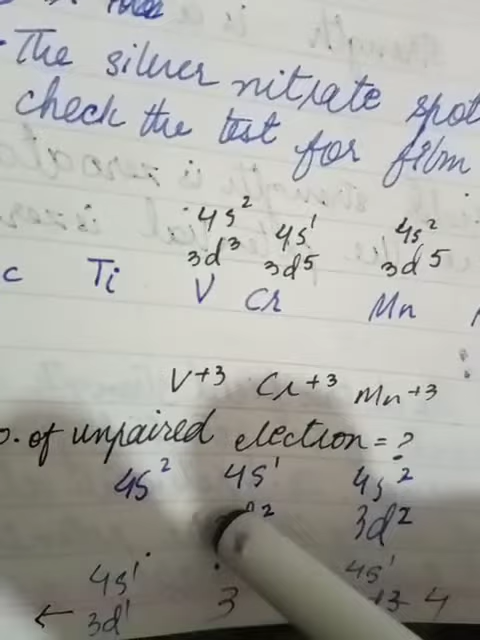 The silver nitrate spot
check the test for film
4s² 4s¹ 4s²
3d³ 3d5 3d5
c Ti V Cr Mn
V+3 Cr+3 Mn+3
o. of unpaired electron = ?
4s² 4s¹ 4s²
3d²
4s¹ 4s¹
← 3d¹ 3 4